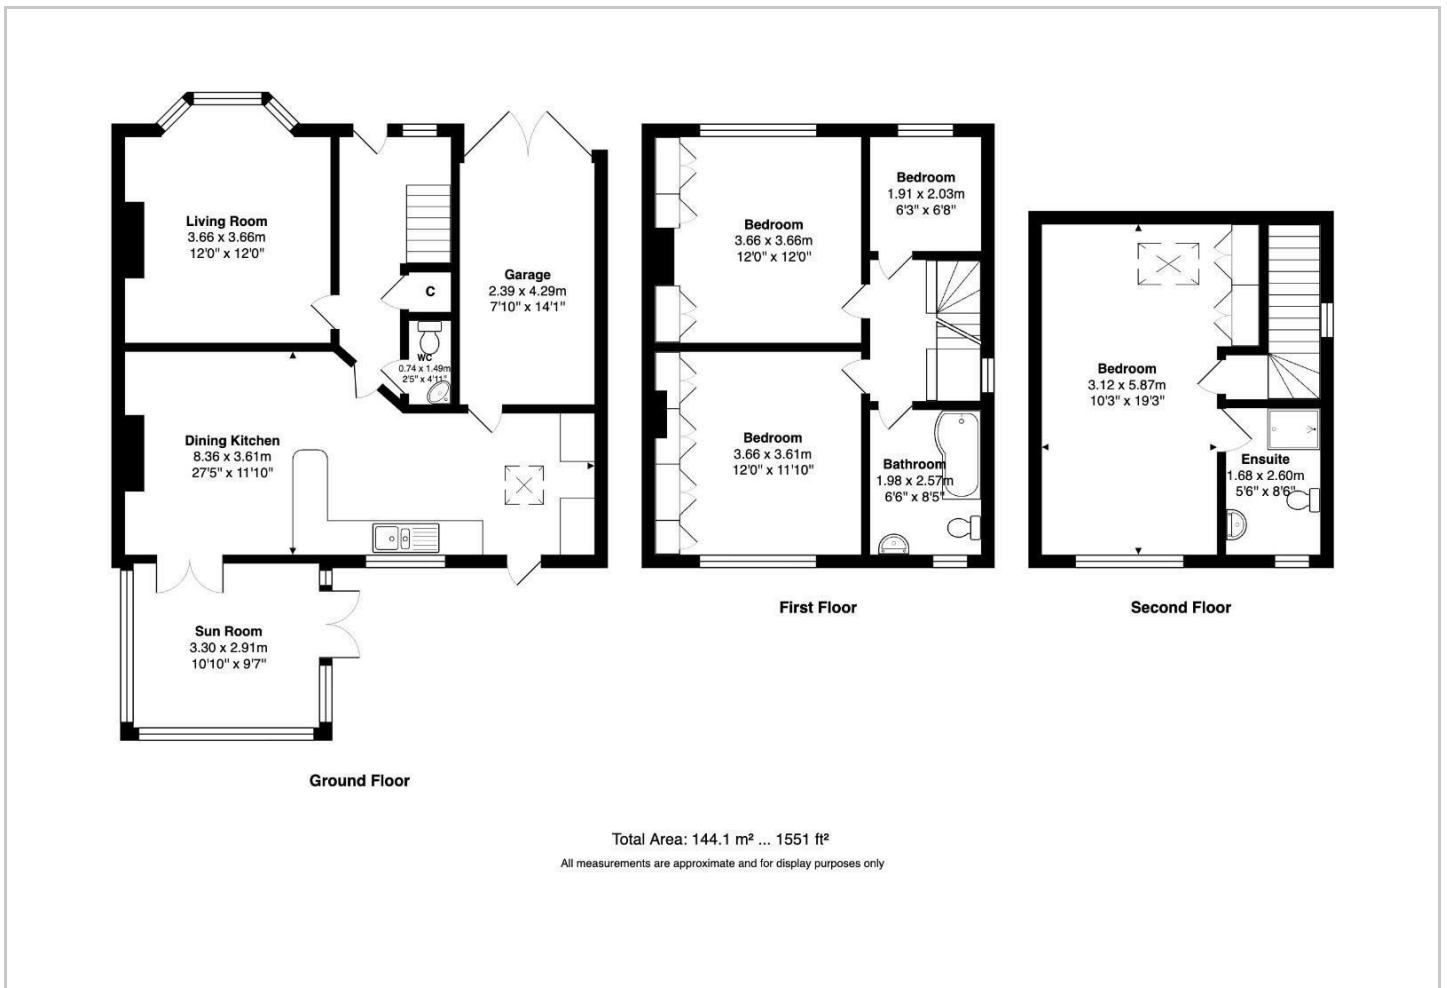 Living Room
3.66 x 3.66m
12'0" x 12'0"
Garage
2.39 x 4.29m
7'10" x 14'1"
C
WC
0.74 x 1.49m
2'5" x 4'11"
Dining Kitchen
8.36 x 3.61m
27'5" x 11'10"
Sun Room
3.30 x 2.91m
10'10" x 9'7"
Ground Floor
Bedroom
3.66 x 3.66m
12'0" x 12'0"
Bedroom
1.91 x 2.03m
6'3" x 6'8"
Bedroom
3.66 x 3.61m
12'0" x 11'10"
Bathroom
1.98 x 2.57m
6'6" x 8'5"
First Floor
Bedroom
3.12 x 5.87m
10'3" x 19'3"
Ensuite
1.68 x 2.60m
5'6" x 8'6"
Second Floor
Total Area: 144.1 m² ... 1551 ft²
All measurements are approximate and for display purposes only